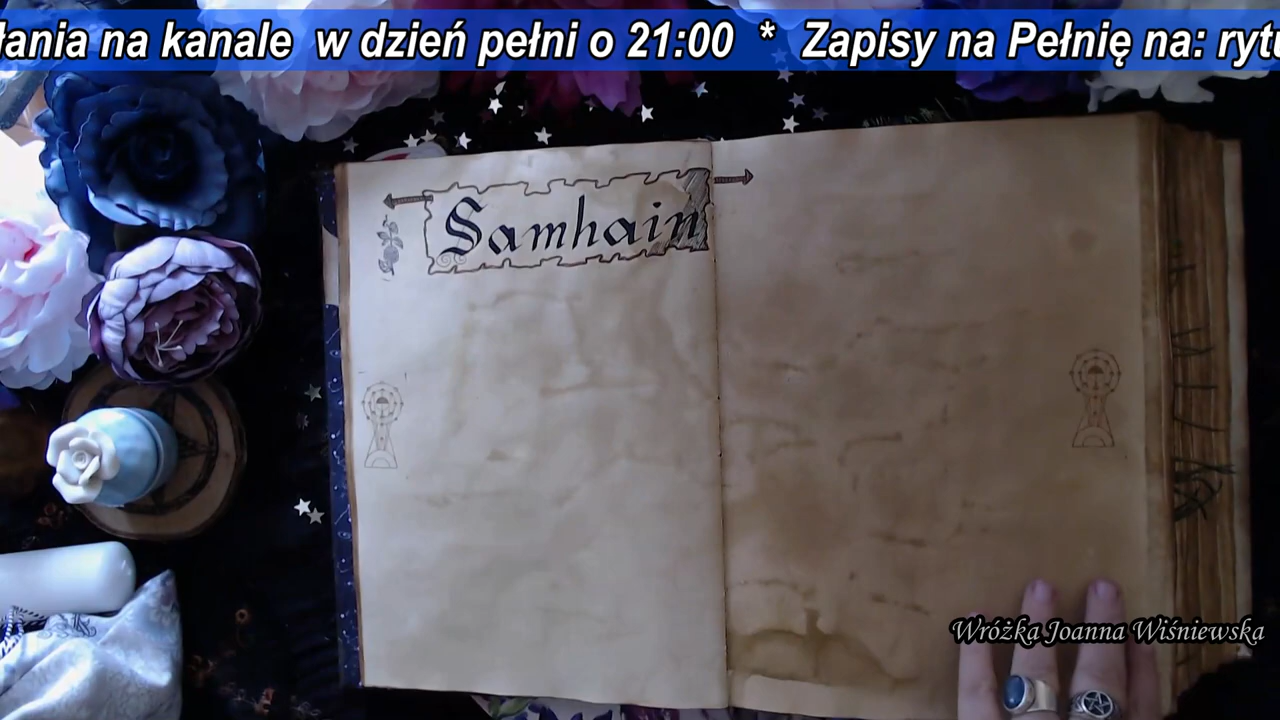 łania na kanale w dzień pełni o 21:00 * Zapisy na Pełnię na: rytu
Samhain
Wróżka Joanna Wiśniewska